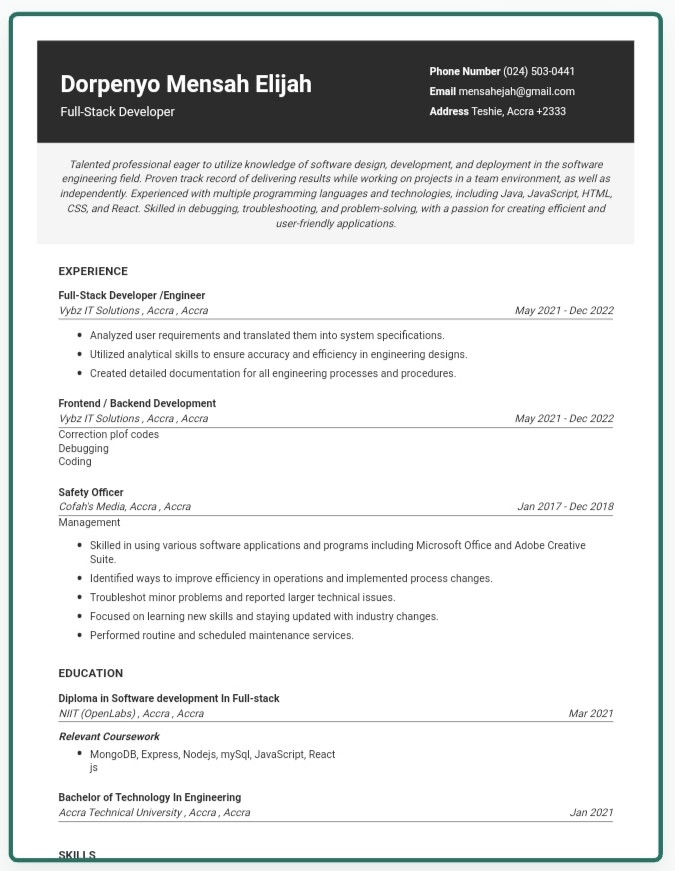 Dorpenyo Mensah Elijah
Full-Stack Developer
Phone Number (024) 503-0441
Email mensahejah@gmail.com
Address Teshie, Accra +2333
Talented professional eager to utilize knowledge of software design, development, and deployment in the software
engineering field. Proven track record of delivering results while working on projects in a team environment, as well as
independently. Experienced with multiple programming languages and technologies, including Java, JavaScript, HTML,
CSS, and React. Skilled in debugging, troubleshooting, and problem-solving, with a passion for creating efficient and
user-friendly applications.
EXPERIENCE
Full-Stack Developer /Engineer
Vybz IT Solutions , Accra , Accra May 2021 - Dec 2022
Analyzed user requirements and translated them into system specifications.
Utilized analytical skills to ensure accuracy and efficiency in engineering designs.
Created detailed documentation for all engineering processes and procedures.
Frontend / Backend Development
Vybz IT Solutions , Accra , Accra May 2021 - Dec 2022
Correction plof codes
Debugging
Coding
Safety Officer
Cofah's Media, Accra , Accra Jan 2017 - Dec 2018
Management
Skilled in using various software applications and programs including Microsoft Office and Adobe Creative
Suite.
Identified ways to improve efficiency in operations and implemented process changes.
Troubleshot minor problems and reported larger technical issues.
Focused on learning new skills and staying updated with industry changes.
Performed routine and scheduled maintenance services.
EDUCATION
Diploma in Software development In Full-stack
NIIT (OpenLabs) , Accra , Accra Mar 2021
Relevant Coursework
MongoDB, Express, Nodejs, mySql, JavaScript, React
js
Bachelor of Technology In Engineering
Accra Technical University , Accra , Accra Jan 2021
SKILLS